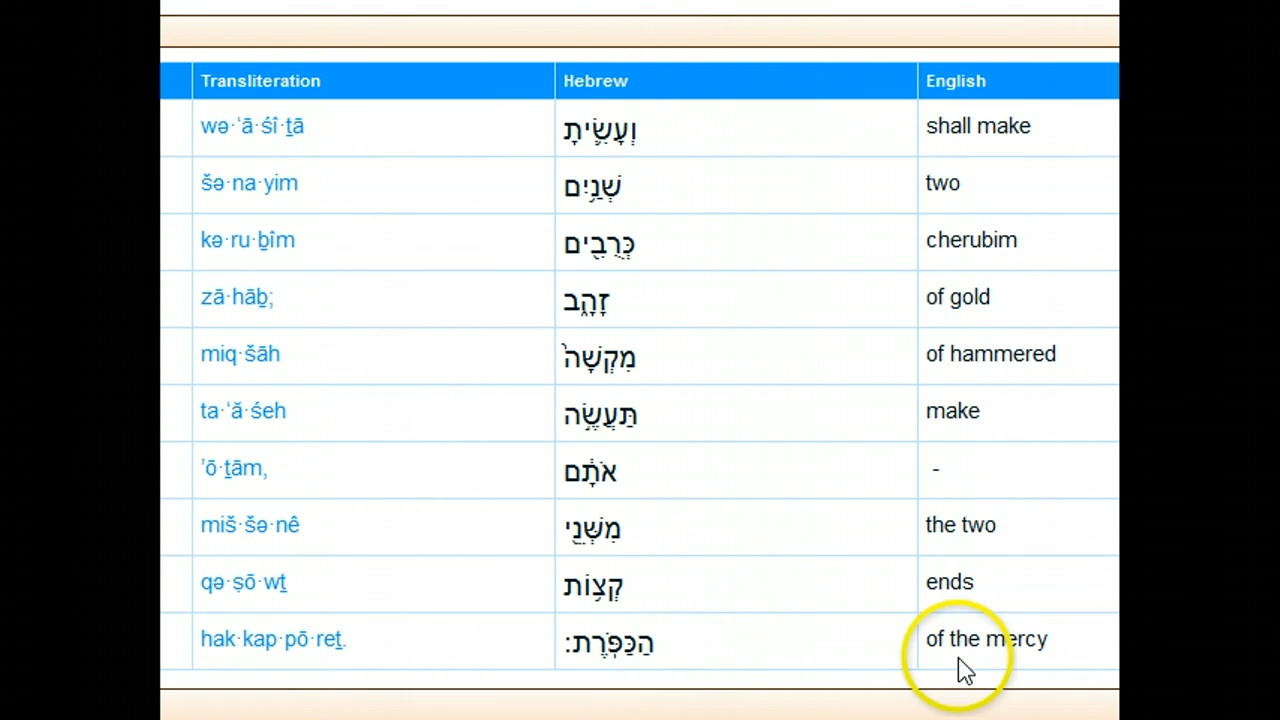 Transliteration Hebrew English
wə·‘ā·śî·ṯā וְעָשִׂ֛יתָ shall make
šə·na·yim שְׁנַ֥יִם two
kə·ru·ḇîm כְּרֻבִ֖ים cherubim
zā·hāḇ; זָהָ֑ב of gold
miq·šāh מִקְשָׁה֙ of hammered
ta·‘ă·śeh תַּעֲשֶׂ֣ה make
’ō·ṯām, אֹתָ֔ם -
miš·šə·nê מִשְּׁנֵ֖י the two
qə·ṣō·wṯ קְצ֥וֹת ends
hak·kap·pō·reṯ. הַכַּפֹּֽרֶת׃ of the mercy